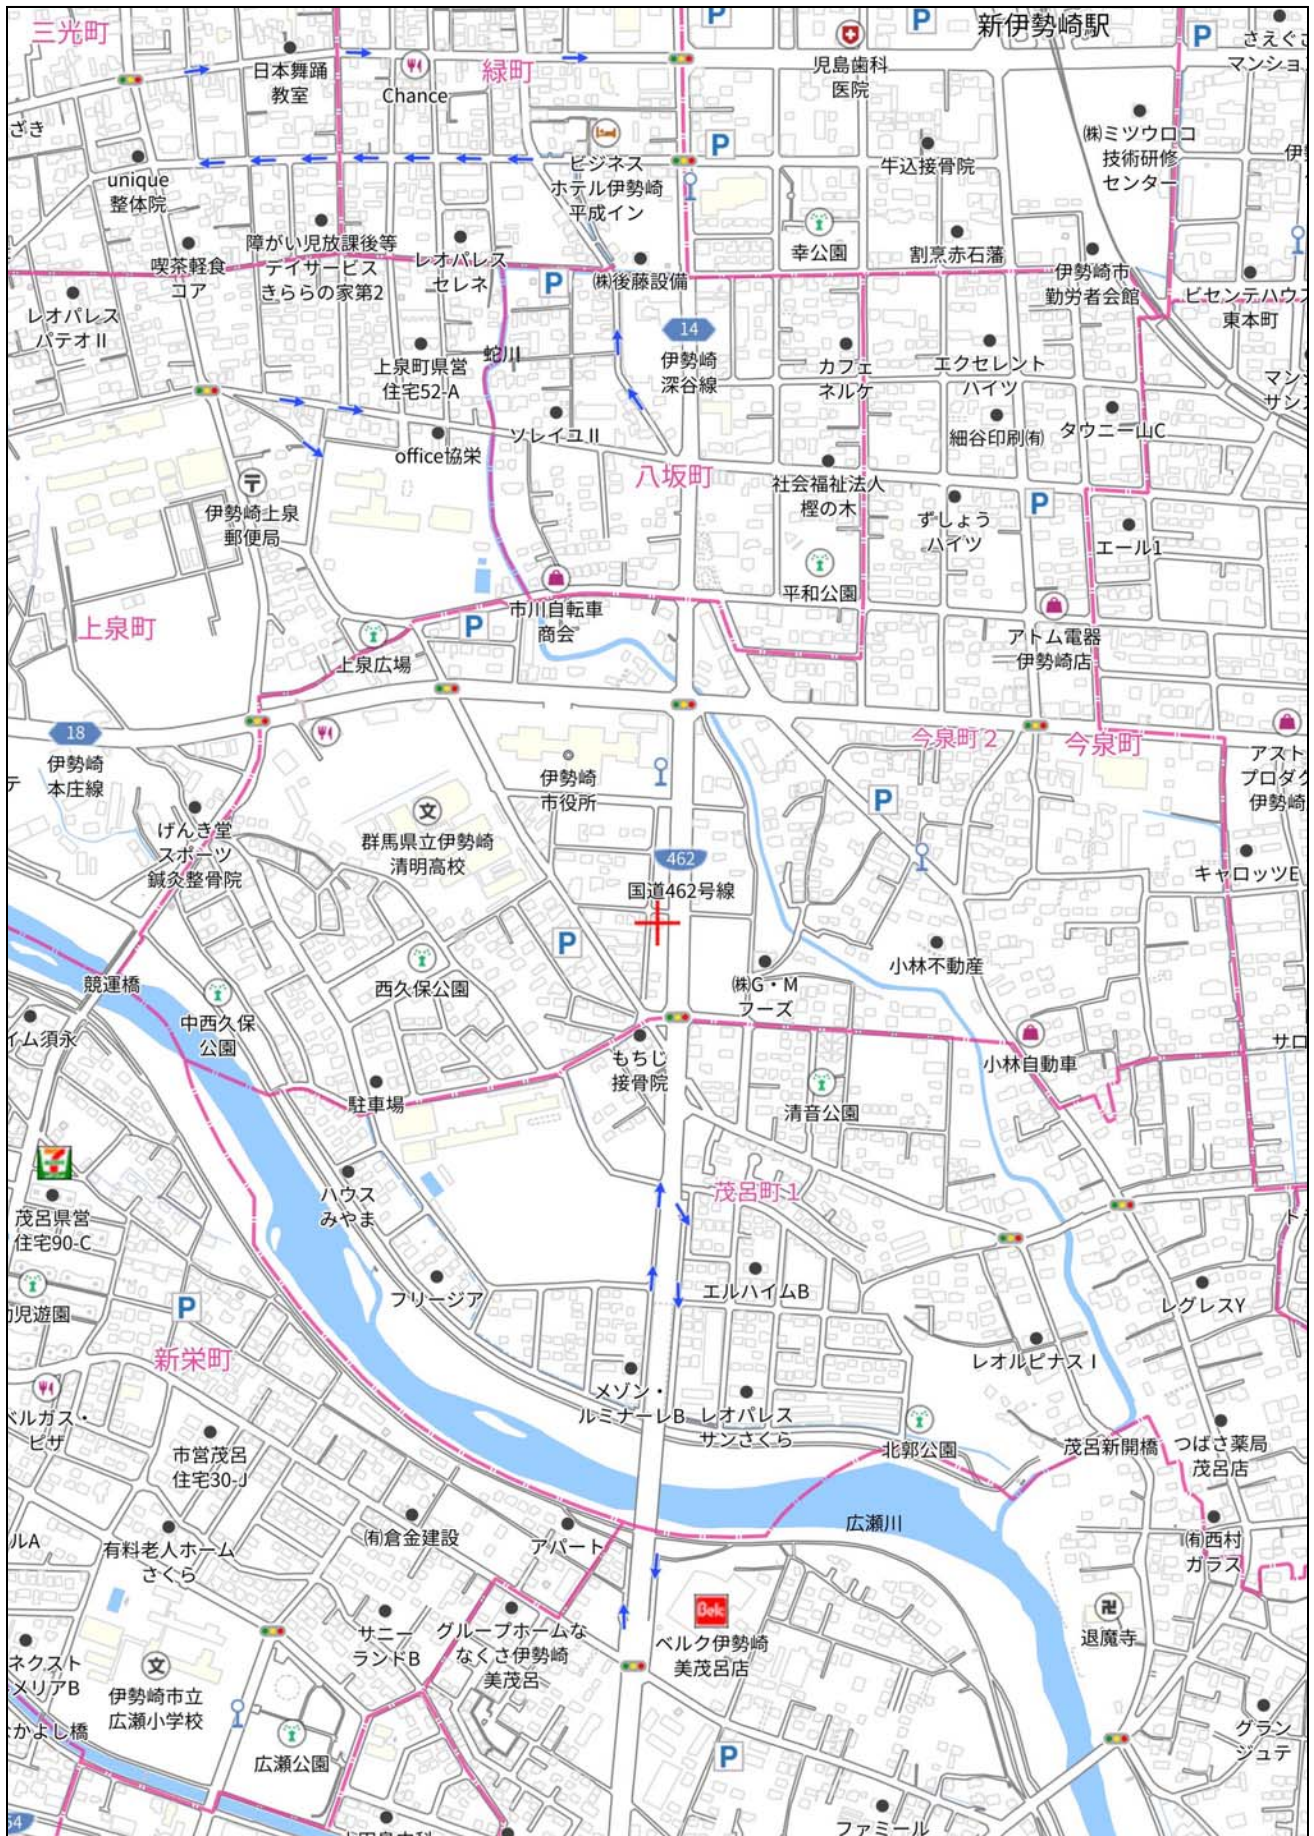 三光町
新伊勢崎駅
日本舞踊
教室
Chance
緑町
児島歯科
医院
さえぐさ
マンショ
ざき
unique
整体院
ビジネス
ホテル伊勢崎
平成イン
牛込接骨院
㈱ミツウロコ
技術研修
センター
障がい児放課後等
デイサービス
きららの家第2
喫茶軽食
コア
レオパレス
セレネ
㈱後藤設備
幸公園
割烹赤石藩
伊勢崎市
勤労者会館
ビセンテハウス
東本町
レオパレス
パテオⅡ
上泉町県営
住宅52-A
蛇川
14
伊勢崎
深谷線
カフェ
ネルケ
エクセレント
ハイツ
マン
サン
ソレイユⅡ
office協栄
細谷印刷㈲
タウニー山C
八坂町
伊勢崎上泉
郵便局
社会福祉法人
樫の木
ずしょう
ハイツ
エール1
上泉町
上泉広場
市川自転車
商会
平和公園
アトム電器
伊勢崎店
18
伊勢崎
本庄線
伊勢崎
市役所
今泉町2
今泉町
アスト
プロダク
伊勢崎
げんき堂
スポーツ
鍼灸整骨院
群馬県立伊勢崎
清明高校
462
国道462号線
キャロッツE
競運橋
西久保公園
小林不動産
㈱G・M
フーズ
イム須永
中西久保
公園
もちじ
接骨院
小林自動車
サロ
駐車場
清音公園
茂呂県営
住宅90-C
ハウス
みやま
茂呂町1
フリージア
エルハイムB
レグレスY
児遊園
新栄町
レオルピナスⅠ
メゾン・
ルミナーレB
レオパレス
サンさくら
ベルガス・
ピザ
市営茂呂
住宅30-J
北郭公園
茂呂新開橋
つばさ薬局
茂呂店
㈲倉金建設
アパート
広瀬川
ルA
有料老人ホーム
さくら
㈲西村
ガラス
サニー
ランドB
グループホームな
なくさ伊勢崎
美茂呂
Belc
ベルク伊勢崎
美茂呂店
退魔寺
ネクスト
メリアB
伊勢崎市立
広瀬小学校
なかよし橋
広瀬公園
グラン
ジュテ
ファミール